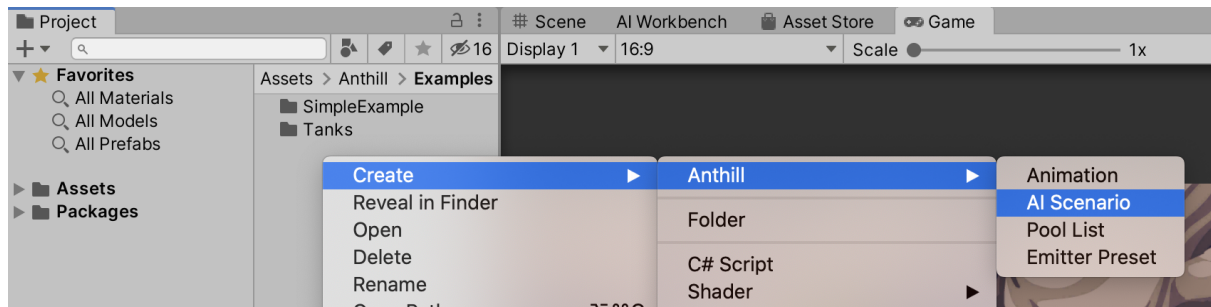 Project
Scene
AI Workbench
Asset Store
Game
16
Display 1
16:9
Scale
1x
Favorites
All Materials
All Models
All Prefabs
Assets
Packages
Assets > Anthill > Examples
SimpleExample
Tanks
Create
Reveal in Finder
Open
Delete
Rename
Anthill
Folder
C# Script
Shader
Animation
AI Scenario
Pool List
Emitter Preset